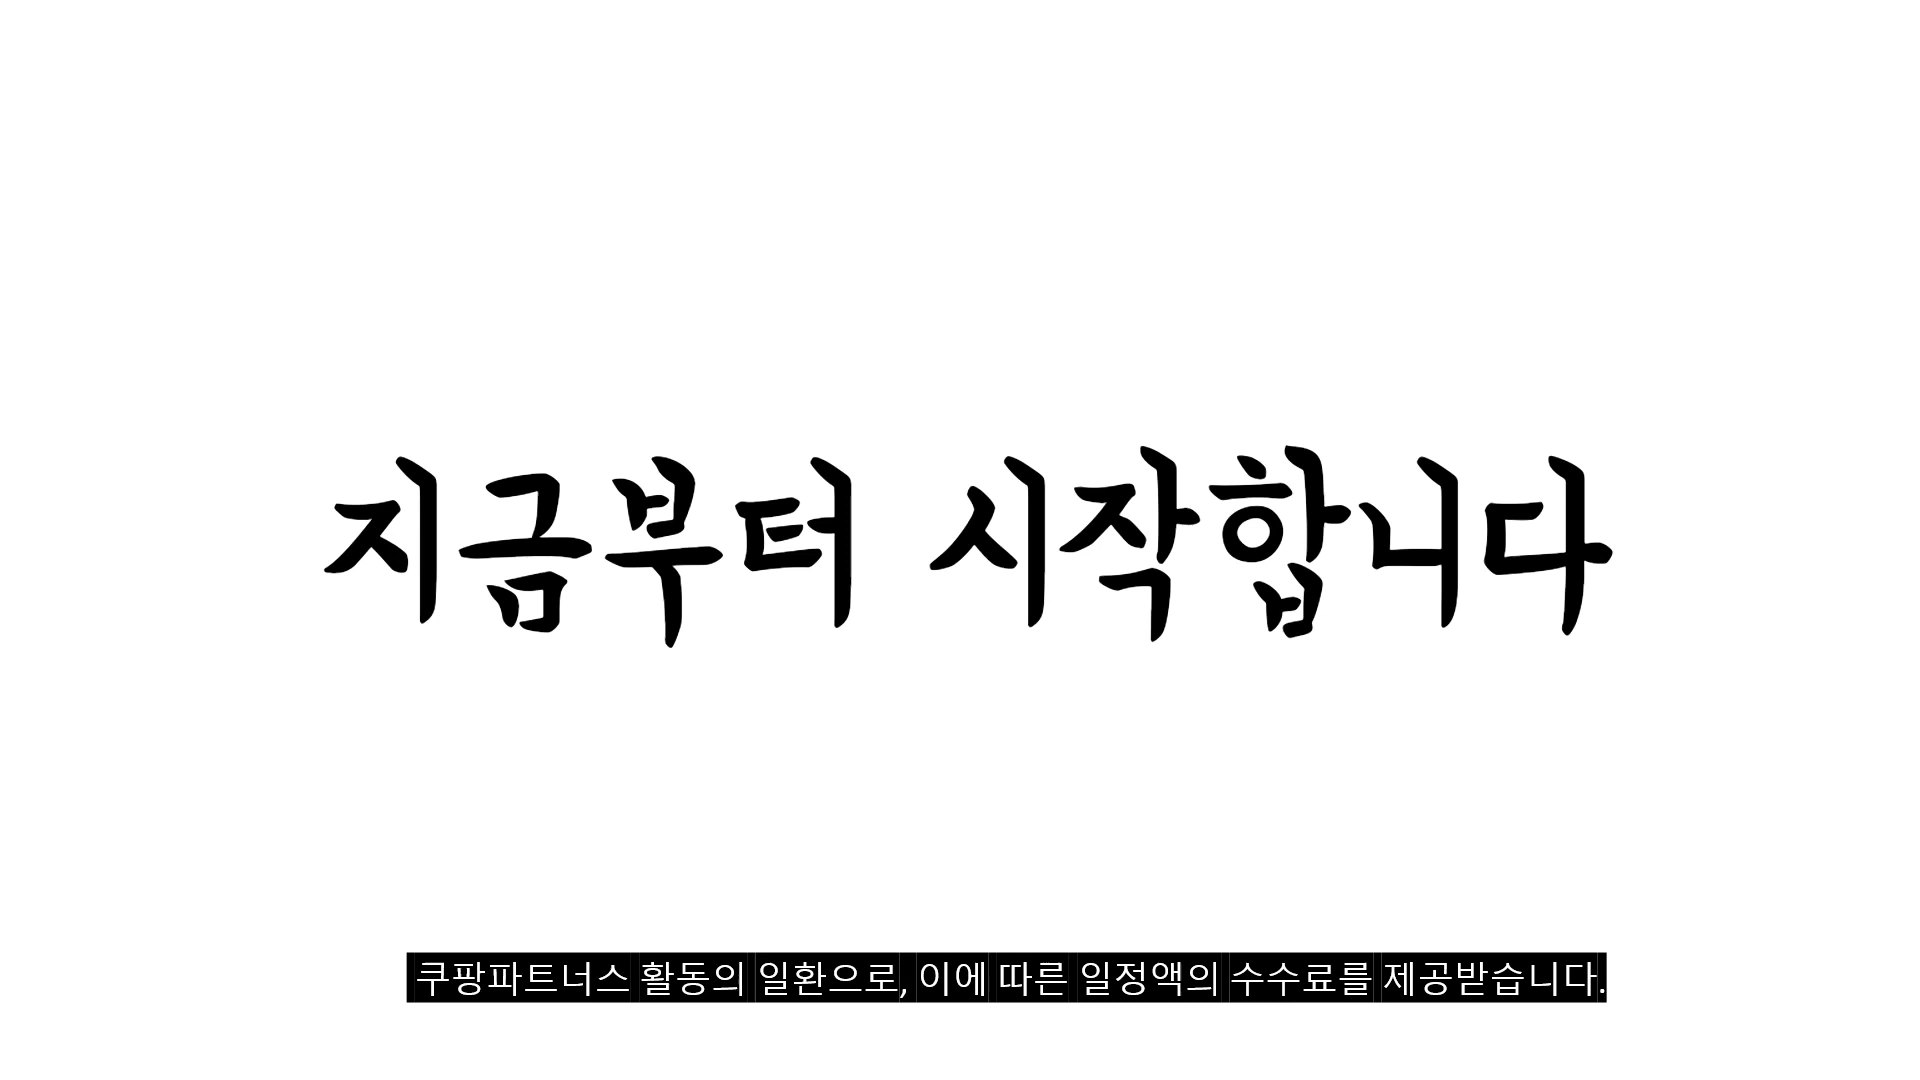 지금부터 시작합니다
쿠팡파트너스 활동의 일환으로, 이에 따른 일정액의 수수료를 제공받습니다.